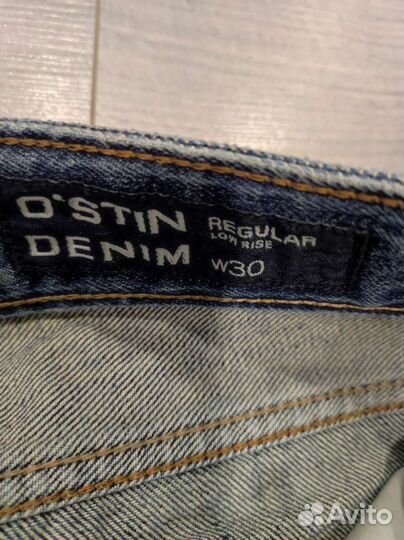 O'STIN REGULAR
LOW RISE
DENIM W30
Avito